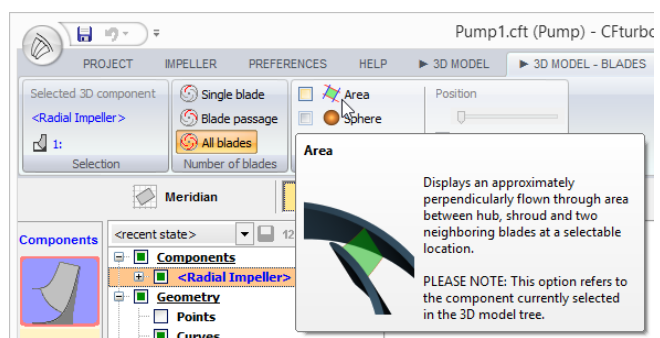 Pump1.cft (Pump) - CFturbo
PROJECT IMPELLER PREFERENCES HELP ► 3D MODEL ► 3D MODEL - BLADES
Selected 3D component
<Radial Impeller>
1:
Selection
Single blade
Blade passage
All blades
Number of blades
Area
Sphere
Position
Meridian
Area
Displays an approximately
perpendicularly flown through area
between hub, shroud and two
neighboring blades at a selectable
location.
PLEASE NOTE: This option refers to
the component currently selected
in the 3D model tree.
Components
<recent state>
12
Components
<Radial Impeller>
Geometry
Points
Curves